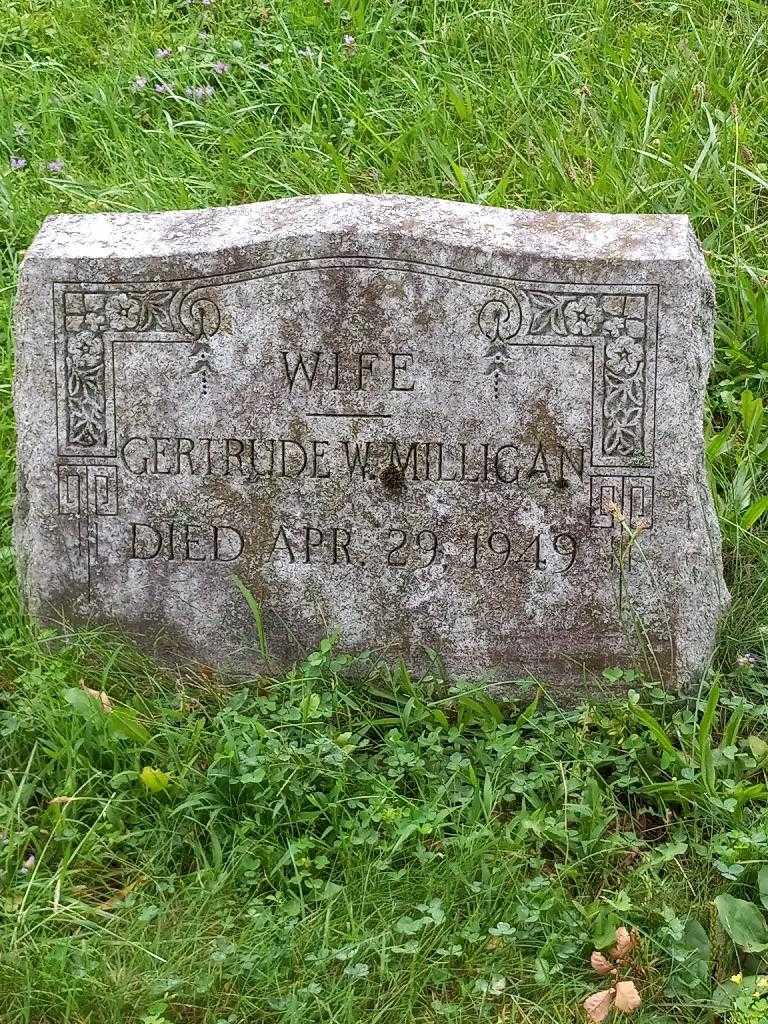 WIFE
GERTRUDE W. MILLIGAN
DIED APR. 29 1949